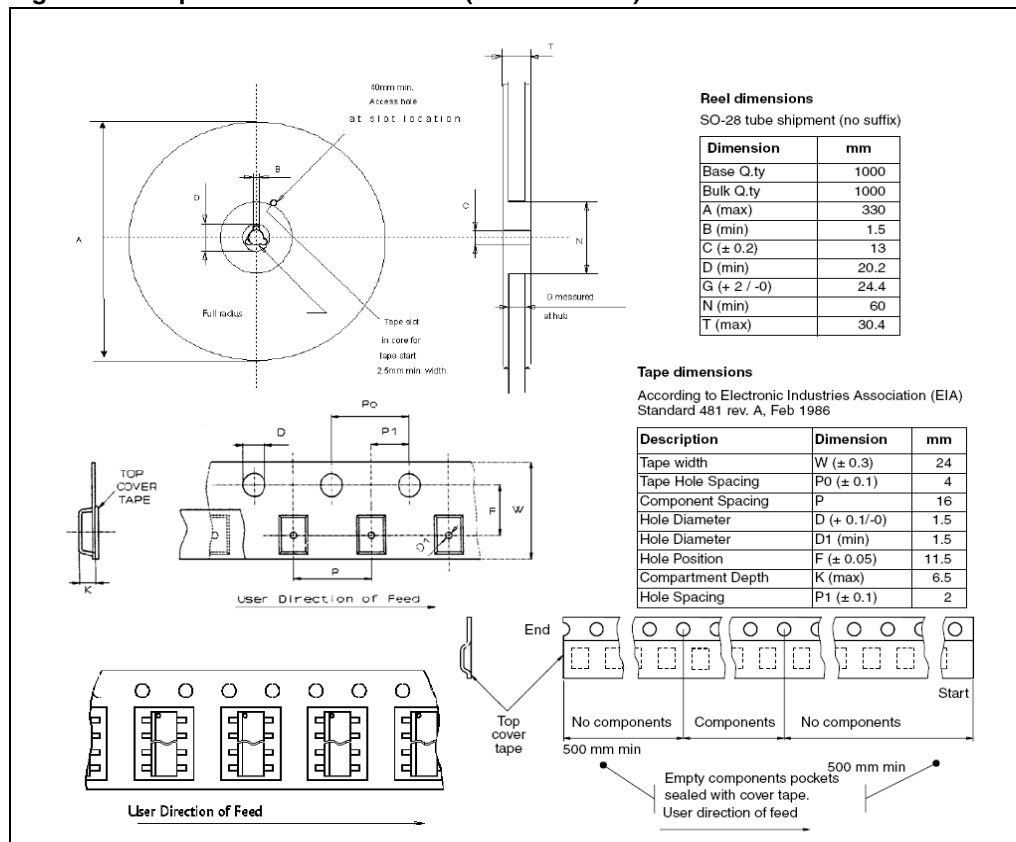 T
40mm min.
Access hole
at slot location
B
D
C
A
N
Full radius
G measured
at hub
Tape slot
in core for
tape start
2.5mm min. width.
Reel dimensions
SO-28 tube shipment (no suffix)
Dimension mm
Base Q.ty 1000
Bulk Q.ty 1000
A (max) 330
B (min) 1.5
C (± 0.2) 13
D (min) 20.2
G (+ 2 / -0) 24.4
N (min) 60
T (max) 30.4
Tape dimensions
According to Electronic Industries Association (EIA)
Standard 481 rev. A, Feb 1986
Description Dimension mm
Tape width W (± 0.3) 24
Tape Hole Spacing P0 (± 0.1) 4
Component Spacing P 16
Hole Diameter D (+ 0.1/-0) 1.5
Hole Diameter D1 (min) 1.5
Hole Position F (± 0.05) 11.5
Compartment Depth K (max) 6.5
Hole Spacing P1 (± 0.1) 2
Po
D
P1
TOP
COVER
TAPE
F
W
D1
K
P
User Direction of Feed
End
Start
Top
cover
tape
No components
Components
No components
500 mm min
500 mm min
Empty components pockets
sealed with cover tape.
User direction of feed
User Direction of Feed